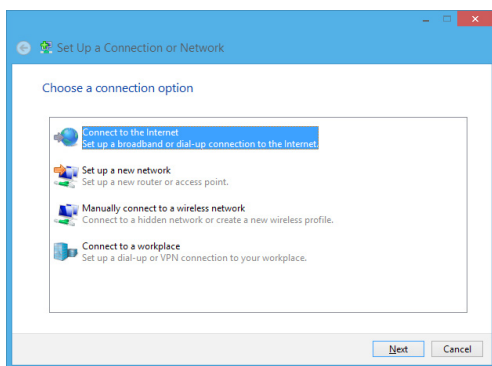 Set Up a Connection or Network
Choose a connection option
Connect to the Internet
Set up a broadband or dial-up connection to the Internet.
Set up a new network
Set up a new router or access point.
Manually connect to a wireless network
Connect to a hidden network or create a new wireless profile.
Connect to a workplace
Set up a dial-up or VPN connection to your workplace.
Next Cancel